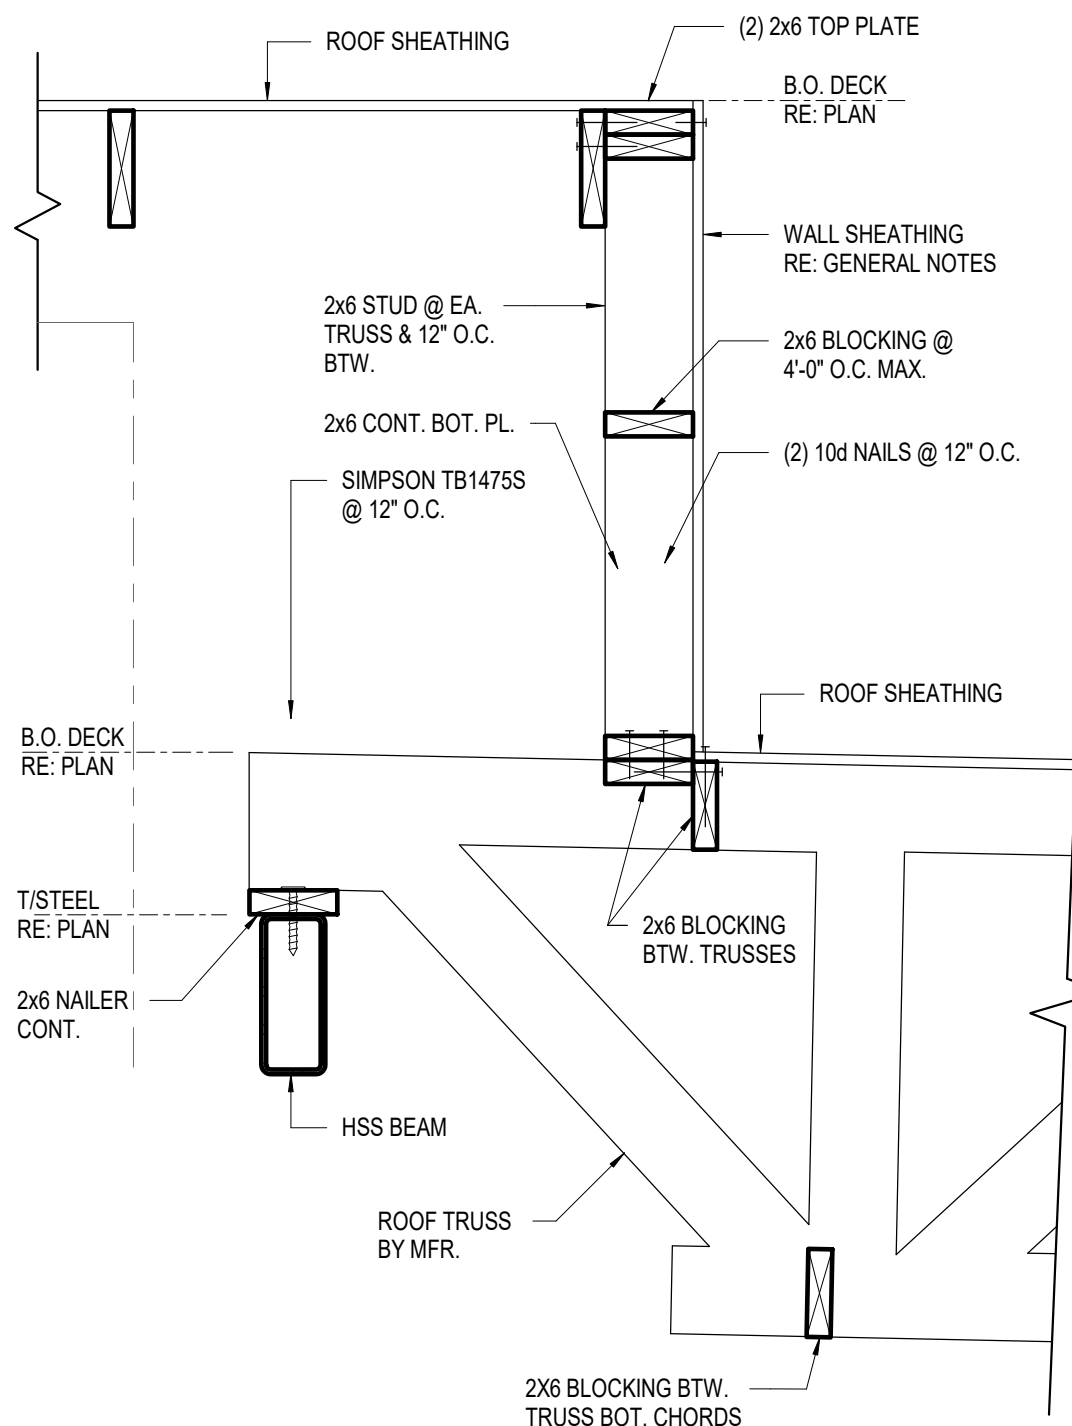 ROOF SHEATHING
(2) 2x6 TOP PLATE
B.O. DECK
RE: PLAN
WALL SHEATHING
RE: GENERAL NOTES
2x6 STUD @ EA.
TRUSS & 12" O.C.
BTW.
2x6 BLOCKING @
4'-0" O.C. MAX.
2x6 CONT. BOT. PL.
(2) 10d NAILS @ 12" O.C.
SIMPSON TB1475S
@ 12" O.C.
ROOF SHEATHING
B.O. DECK
RE: PLAN
T/STEEL
RE: PLAN
2x6 BLOCKING
BTW. TRUSSES
2x6 NAILER
CONT.
HSS BEAM
ROOF TRUSS
BY MFR.
2X6 BLOCKING BTW.
TRUSS BOT. CHORDS